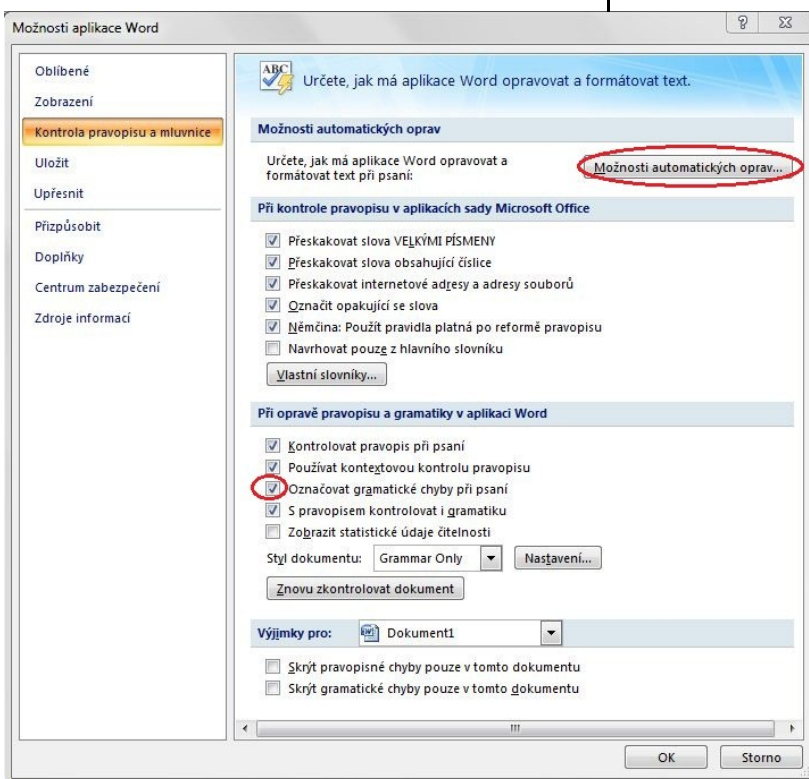 Možnosti aplikace Word
Oblíbené
Zobrazení
Kontrola pravopisu a mluvnice
Uložit
Upřesnit
Přizpůsobit
Doplňky
Centrum zabezpečení
Zdroje informací
ABC
Určete, jak má aplikace Word opravovat a formátovat text.
Možnosti automatických oprav
Určete, jak má aplikace Word opravovat a
formátovat text při psaní:
Možnosti automatických oprav...
Při kontrole pravopisu v aplikacích sady Microsoft Office
Přeskakovat slova VELKÝMI PÍSMENY
Přeskakovat slova obsahující číslice
Přeskakovat internetové adresy a adresy souborů
Označit opakující se slova
Němčina: Použít pravidla platná po reformě pravopisu
Navrhovat pouze z hlavního slovníku
Vlastní slovníky...
Při opravě pravopisu a gramatiky v aplikaci Word
Kontrolovat pravopis při psaní
Používat kontextovou kontrolu pravopisu
Označovat gramatické chyby při psaní
S pravopisem kontrolovat i gramatiku
Zobrazit statistické údaje čitelnosti
Styl dokumentu: Grammar Only Nastavení...
Znovu zkontrolovat dokument
Výjimky pro: Dokument1
Skrýt pravopisné chyby pouze v tomto dokumentu
Skrýt gramatické chyby pouze v tomto dokumentu
OK Storno